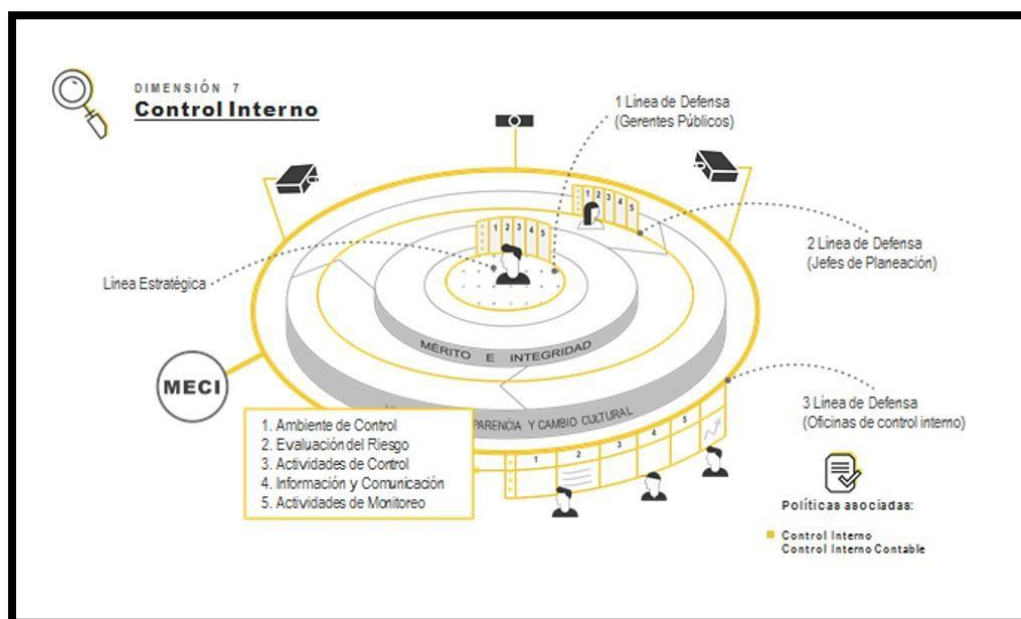 DIMENSIÓN 7
Control Interno
1 Linea de Defensa
(Gerentes Públicos)
1 2 3 4 5
1 2 3 4 5
2 Linea de Defensa
(Jefes de Planeación)
Línea Estratégica
MÉRITO E INTEGRIDAD
MECI
PARENCIA Y CAMBIO CULTURAL
3 Linea de Defensa
(Oficinas de control interno)
1. Ambiente de Control
2. Evaluación del Riesgo
3. Actividades de Control
4. Información y Comunicación
5. Actividades de Monitoreo
1 2 3 4 5
Políticas asociadas:
Control Interno
Control Interno Contable